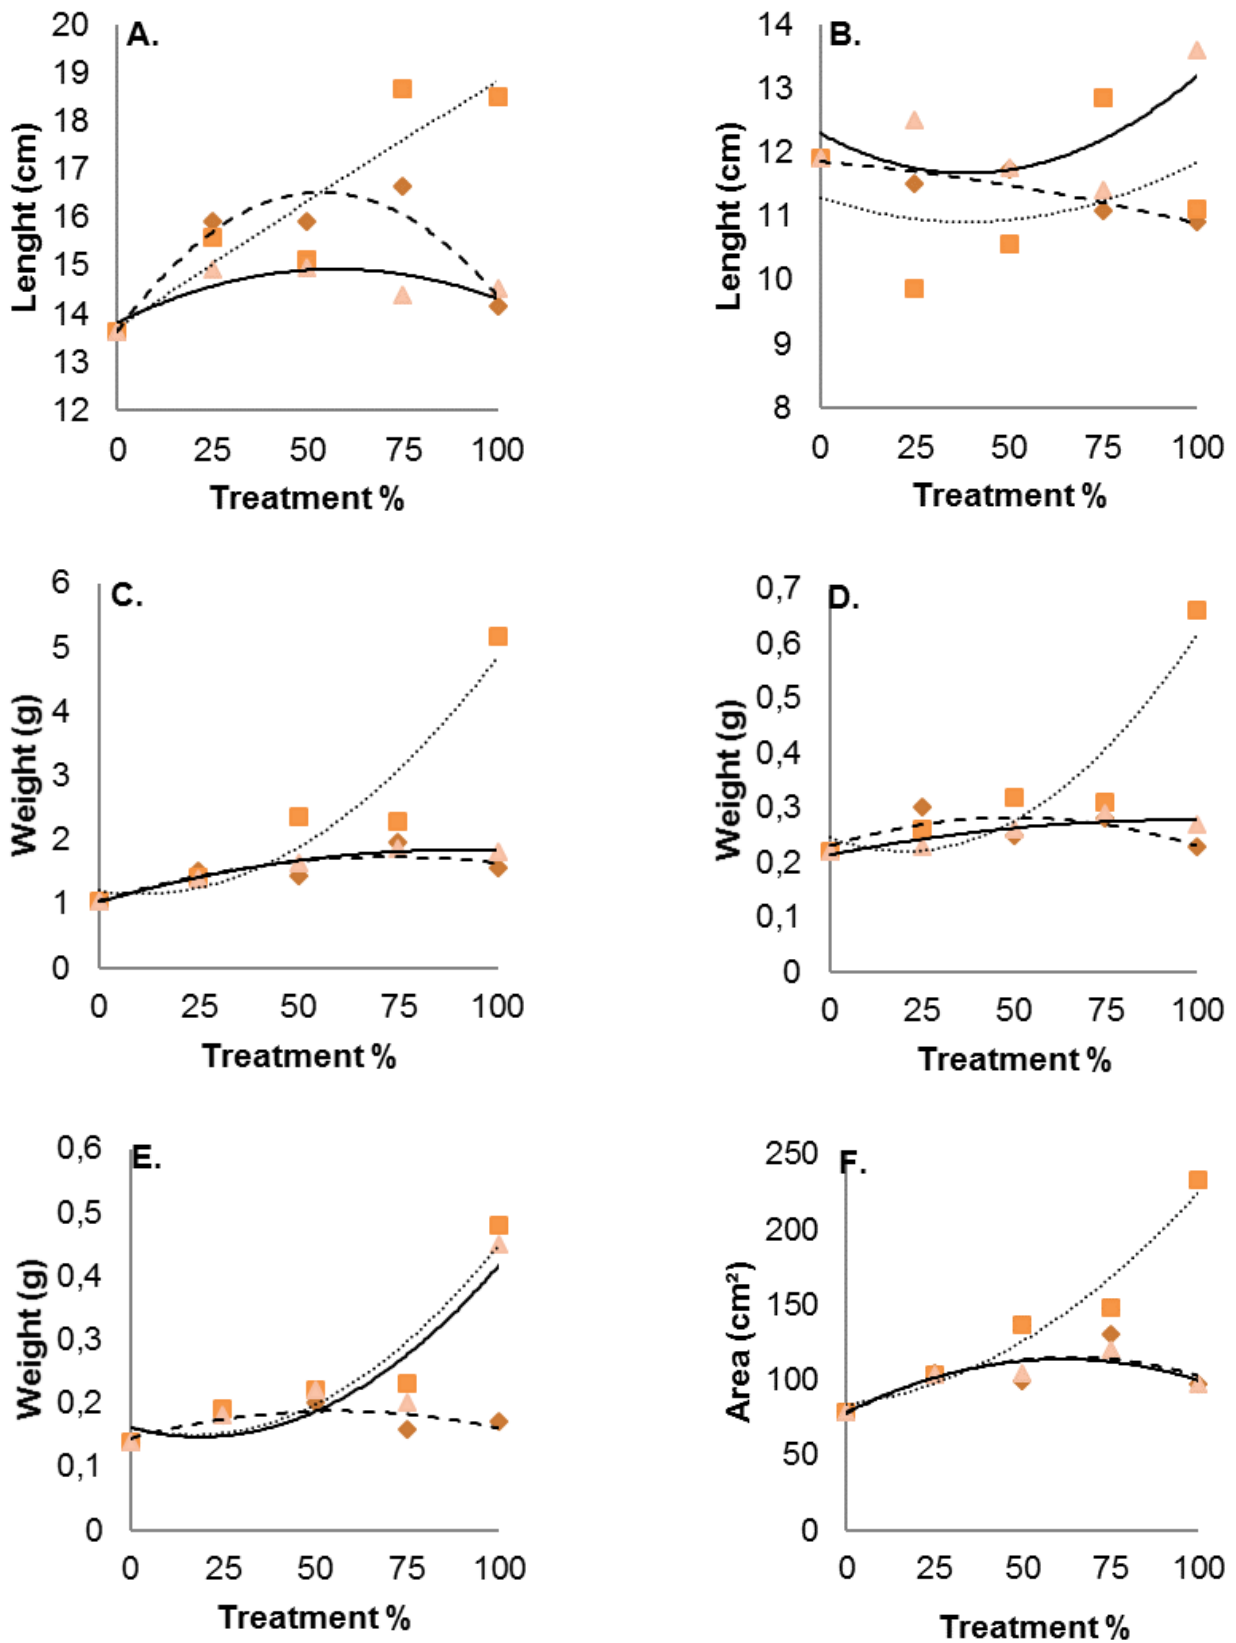 A.
20
19
18
17
16
15
14
13
12
Lenght (cm)
0 25 50 75 100
Treatment %
B.
14
13
12
11
10
9
8
Lenght (cm)
0 25 50 75 100
Treatment %
C.
6
5
4
3
2
1
0
Weight (g)
0 25 50 75 100
Treatment %
D.
0,7
0,6
0,5
0,4
0,3
0,2
0,1
0
Weight (g)
0 25 50 75 100
Treatment %
E.
0,6
0,5
0,4
0,3
0,2
0,1
0
Weight (g)
0 25 50 75 100
Treatment %
F.
250
200
150
100
50
0
Area (cm²)
0 25 50 75 100
Treatment %